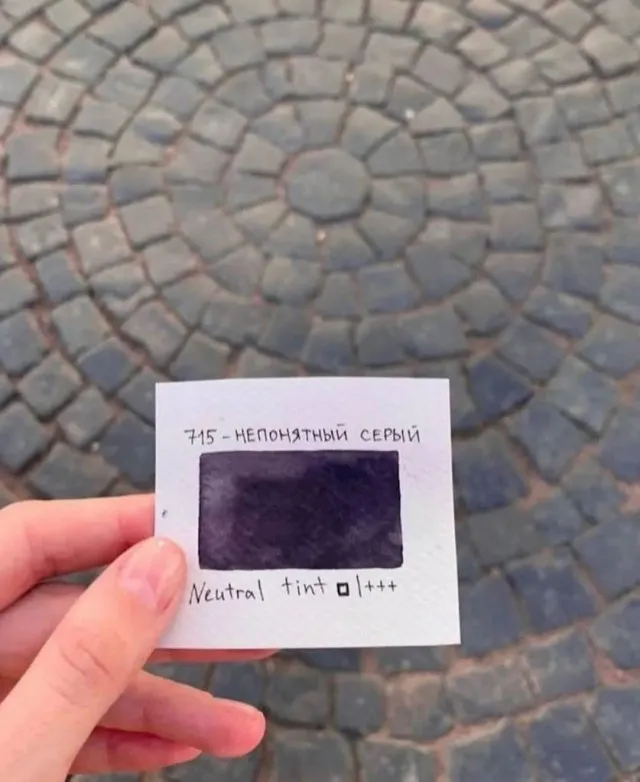 715 - НЕПОНЯТНЫЙ СЕРЫЙ
Neutral tint □ | +++